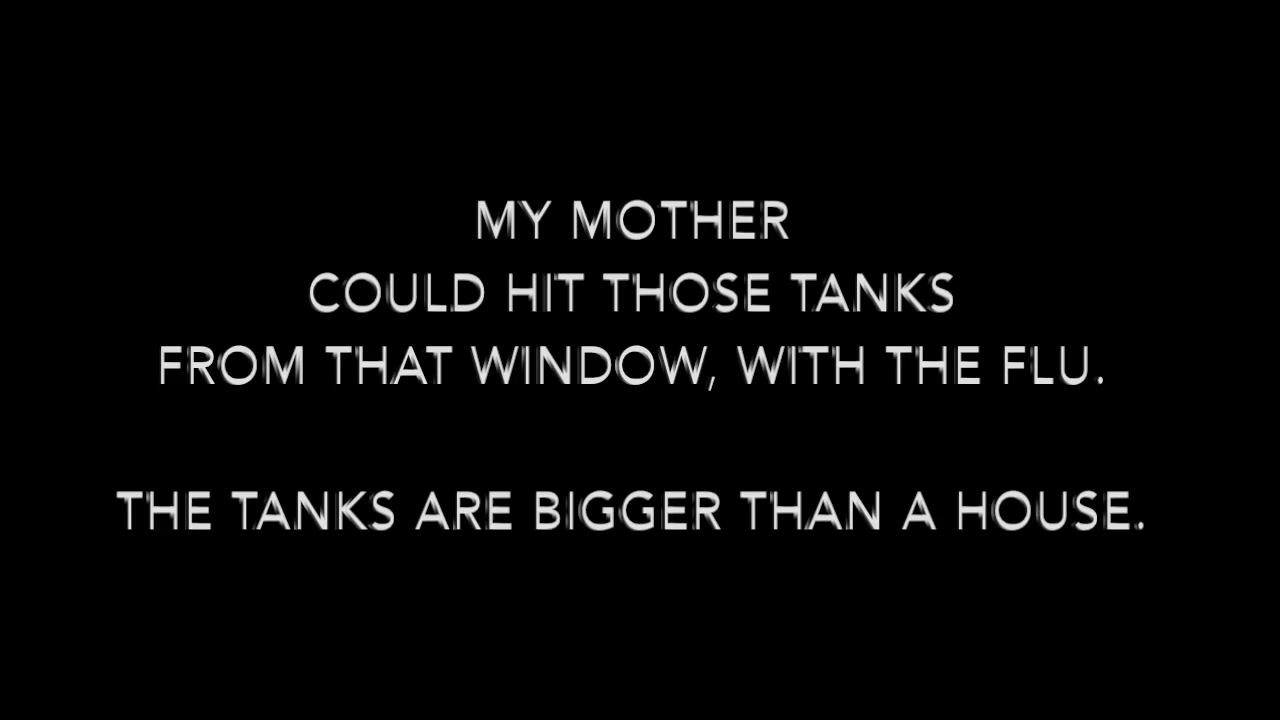 MY MOTHER
COULD HIT THOSE TANKS
FROM THAT WINDOW, WITH THE FLU.
THE TANKS ARE BIGGER THAN A HOUSE.